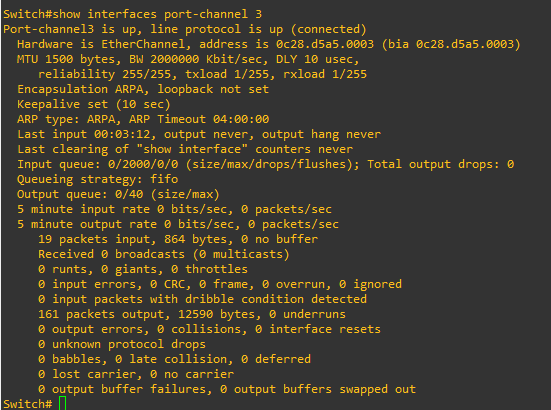 Switch#show interfaces port-channel 3
Port-channel3 is up, line protocol is up (connected)
  Hardware is EtherChannel, address is 0c28.d5a5.0003 (bia 0c28.d5a5.0003)
  MTU 1500 bytes, BW 2000000 Kbit/sec, DLY 10 usec,
     reliability 255/255, txload 1/255, rxload 1/255
  Encapsulation ARPA, loopback not set
  Keepalive set (10 sec)
  ARP type: ARPA, ARP Timeout 04:00:00
  Last input 00:03:12, output never, output hang never
  Last clearing of "show interface" counters never
  Input queue: 0/2000/0/0 (size/max/drops/flushes); Total output drops: 0
  Queueing strategy: fifo
  Output queue: 0/40 (size/max)
  5 minute input rate 0 bits/sec, 0 packets/sec
  5 minute output rate 0 bits/sec, 0 packets/sec
     19 packets input, 864 bytes, 0 no buffer
     Received 0 broadcasts (0 multicasts)
     0 runts, 0 giants, 0 throttles
     0 input errors, 0 CRC, 0 frame, 0 overrun, 0 ignored
     0 input packets with dribble condition detected
     161 packets output, 12590 bytes, 0 underruns
     0 output errors, 0 collisions, 0 interface resets
     0 unknown protocol drops
     0 babbles, 0 late collision, 0 deferred
     0 lost carrier, 0 no carrier
     0 output buffer failures, 0 output buffers swapped out
Switch#